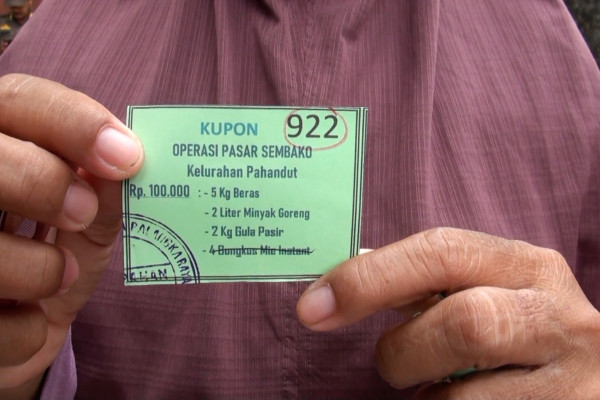 KUPON 922
OPERASI PASAR SEMBAKO
Kelurahan Pahandut
Rp. 100.000 : - 5 Kg Beras
- 2 Liter Minyak Goreng
- 2 Kg Gula Pasir
- 4 Bungkus Mie Instant
PALANGKARAYA